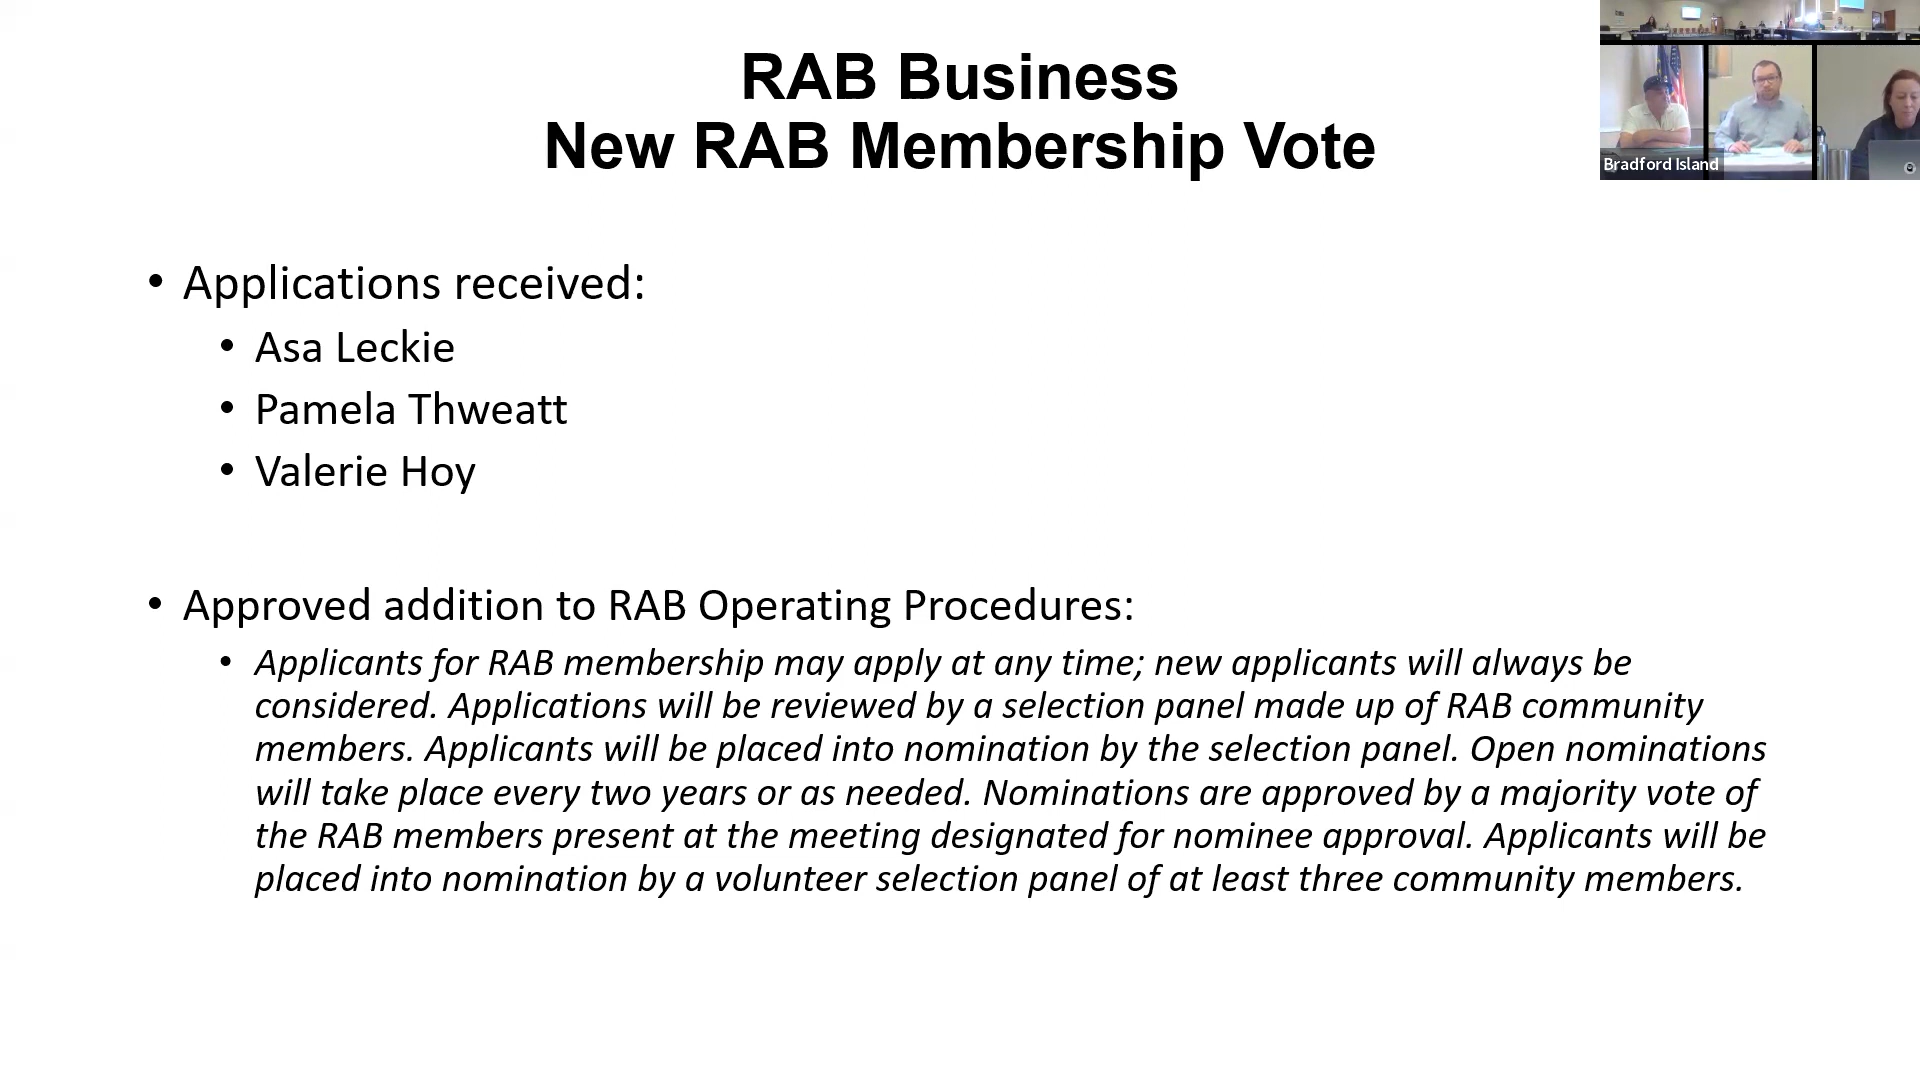 RAB Business
New RAB Membership Vote
Bradford Island
• Applications received:
• Asa Leckie
• Pamela Thweatt
• Valerie Hoy
• Approved addition to RAB Operating Procedures:
• Applicants for RAB membership may apply at any time; new applicants will always be
considered. Applications will be reviewed by a selection panel made up of RAB community
members. Applicants will be placed into nomination by the selection panel. Open nominations
will take place every two years or as needed. Nominations are approved by a majority vote of
the RAB members present at the meeting designated for nominee approval. Applicants will be
placed into nomination by a volunteer selection panel of at least three community members.